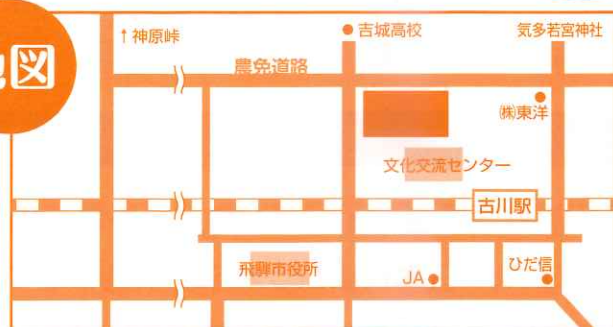 図
↑神原峠
吉城高校
気多若宮神社
農免道路
㈱東洋
文化交流センター
古川駅
飛騨市役所
JA
ひだ信